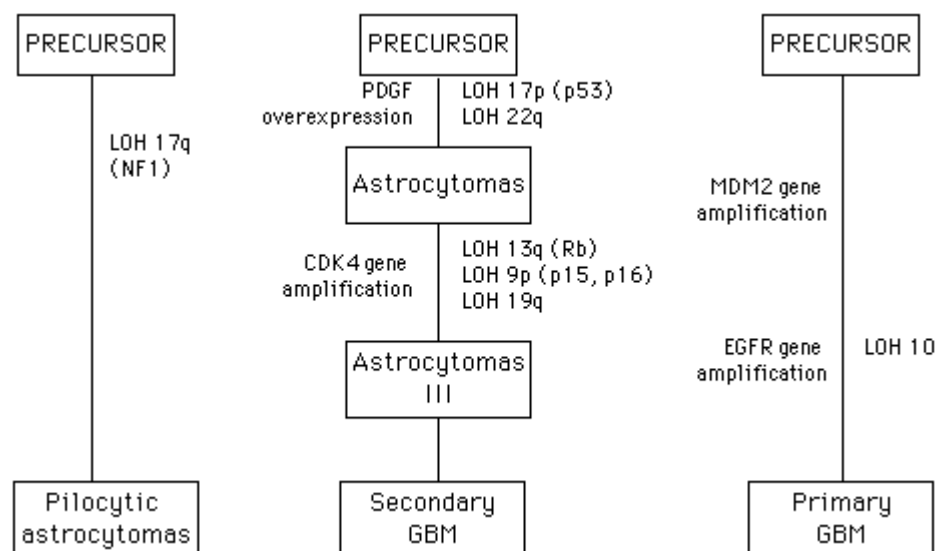 PRECURSOR
LOH 17q
(NF1)
Pilocytic
astrocytomas
PRECURSOR
PDGF
overexpression
LOH 17p (p53)
LOH 22q
Astrocytomas
CDK4 gene
amplification
LOH 13q (Rb)
LOH 9p (p15, p16)
LOH 19q
Astrocytomas
III
Secondary
GBM
PRECURSOR
MDM2 gene
amplification
EGFR gene
amplification
LOH 10
Primary
GBM